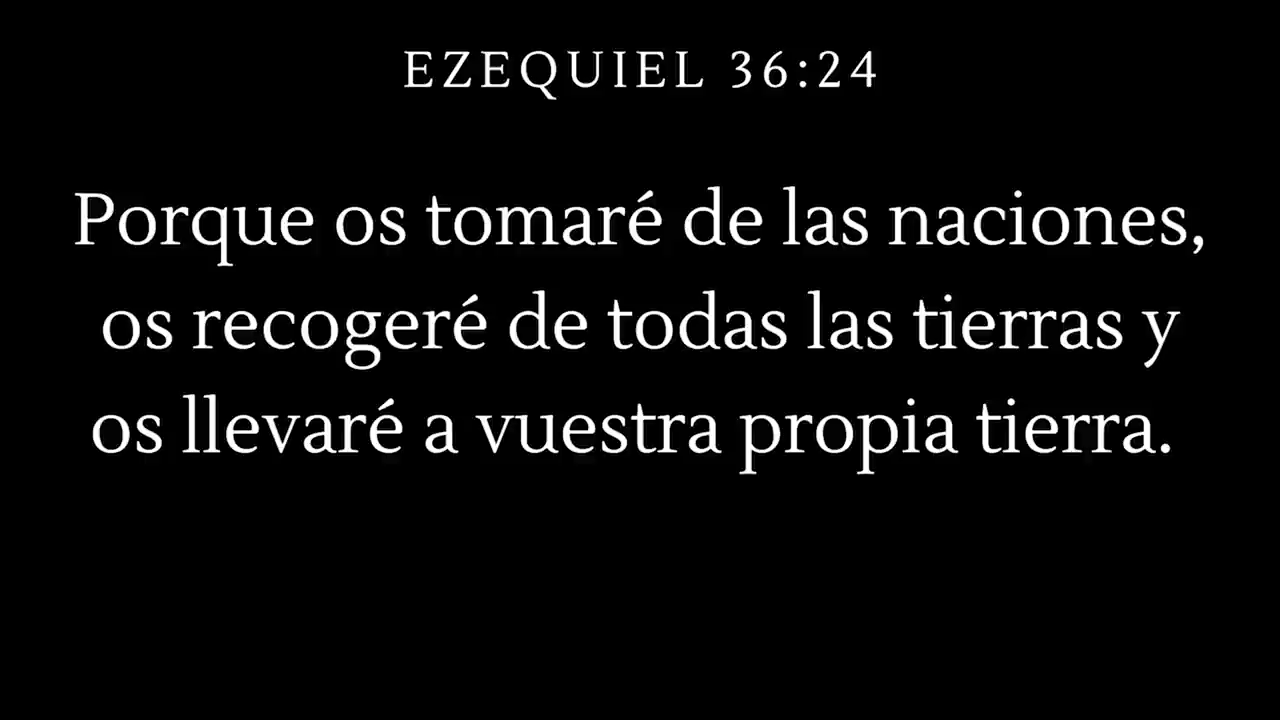 EZEQUIEL 36:24
Porque os tomaré de las naciones,
os recogeré de todas las tierras y
os llevaré a vuestra propia tierra.